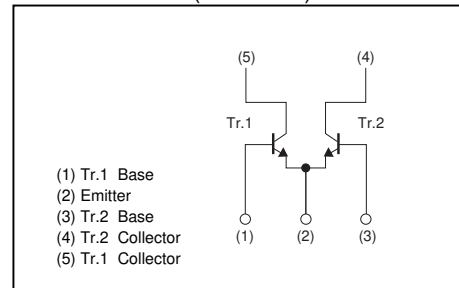 (5) (4)
Tr.1 Tr.2
(1) Tr.1 Base
(2) Emitter
(3) Tr.2 Base
(4) Tr.2 Collector
(5) Tr.1 Collector
(1) (2) (3)